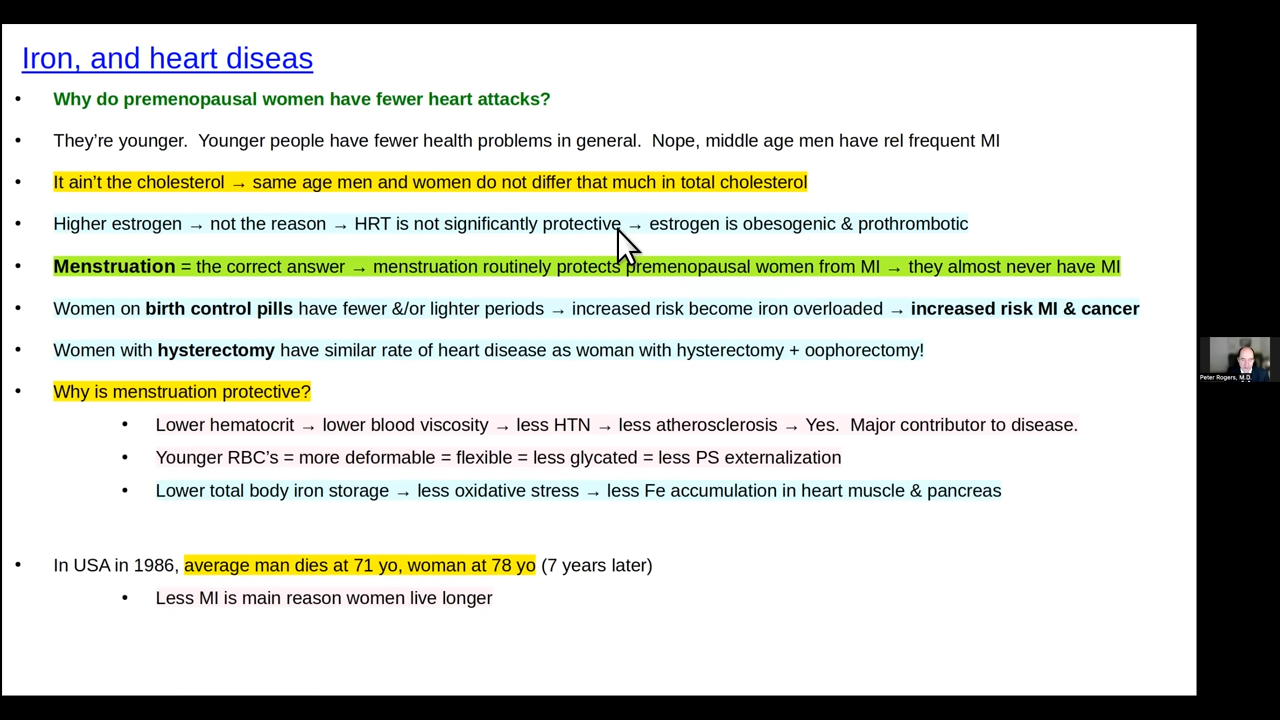 Iron, and heart diseas
• Why do premenopausal women have fewer heart attacks?
• They’re younger.  Younger people have fewer health problems in general.  Nope, middle age men have rel frequent MI
• It ain’t the cholesterol → same age men and women do not differ that much in total cholesterol
• Higher estrogen → not the reason → HRT is not significantly protective → estrogen is obesogenic & prothrombotic
• Menstruation = the correct answer → menstruation routinely protects premenopausal women from MI → they almost never have MI
• Women on birth control pills have fewer &/or lighter periods → increased risk become iron overloaded → increased risk MI & cancer
• Women with hysterectomy have similar rate of heart disease as woman with hysterectomy + oophorectomy!
• Why is menstruation protective?
• Lower hematocrit → lower blood viscosity → less HTN → less atherosclerosis → Yes.  Major contributor to disease.
• Younger RBC’s = more deformable = flexible = less glycated = less PS externalization
• Lower total body iron storage → less oxidative stress → less Fe accumulation in heart muscle & pancreas
• In USA in 1986, average man dies at 71 yo, woman at 78 yo (7 years later)
• Less MI is main reason women live longer
Peter Rogers, M.D.